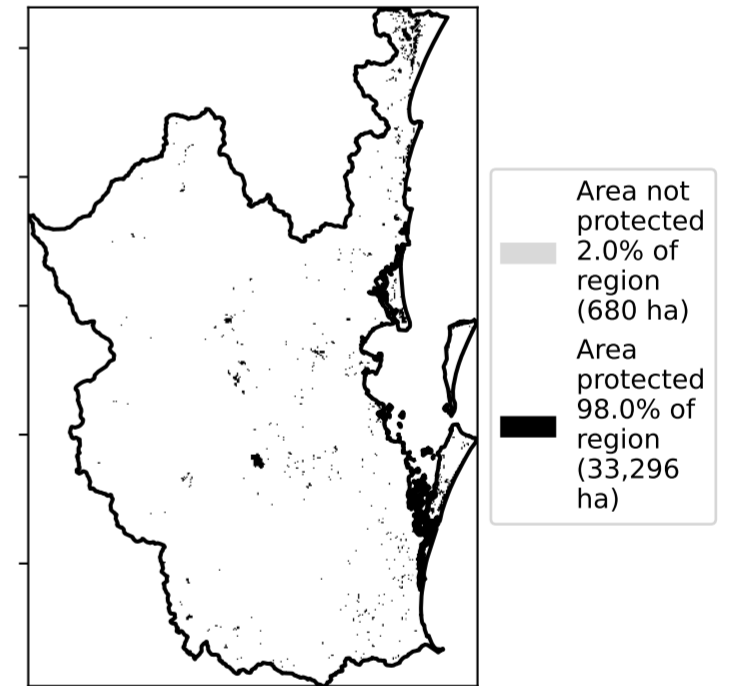 Area not
protected
2.0% of
region
(680 ha)
Area
protected
98.0% of
region
(33,296
ha)